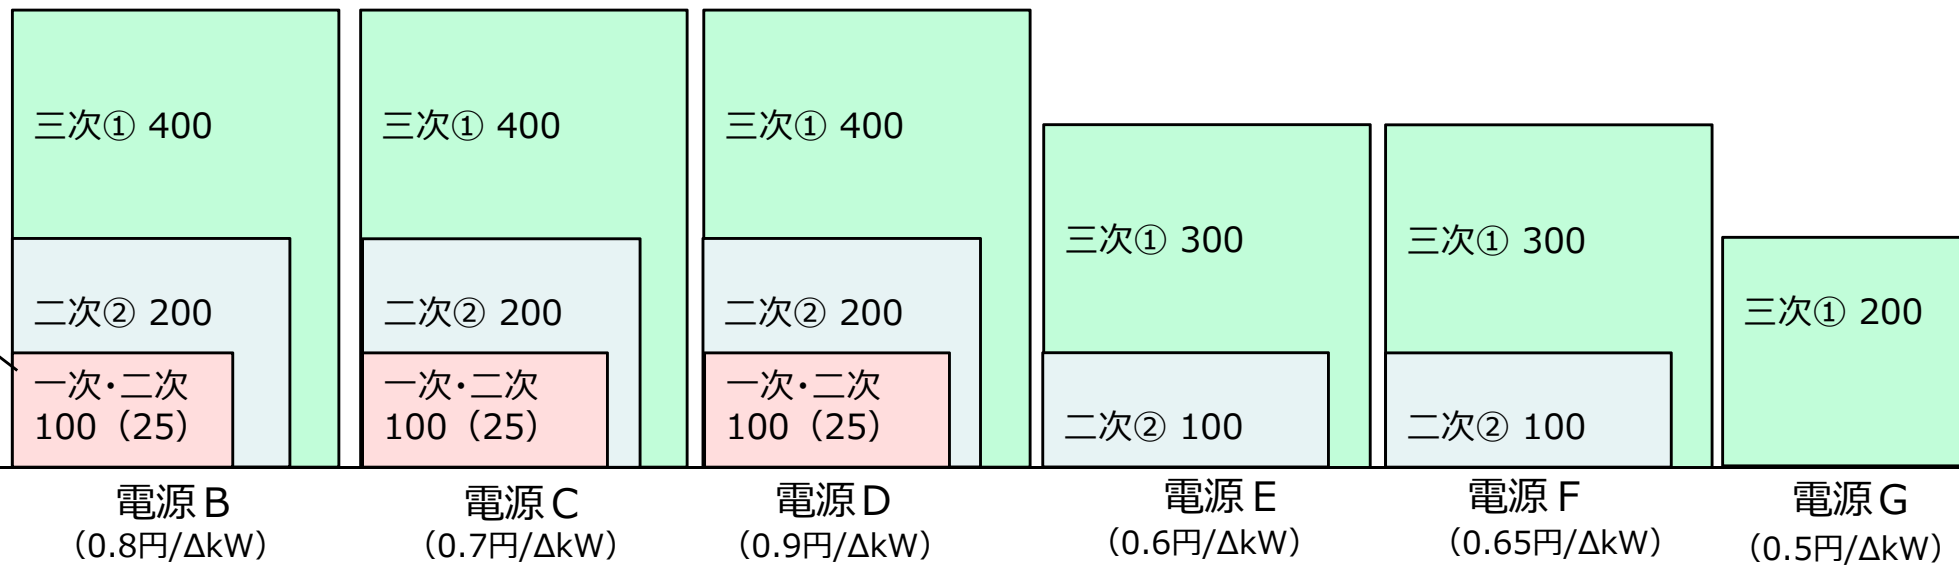 三次① 400
二次② 200
一次・二次
100（25）
電源Ｂ
（0.8円/ΔkW）
三次① 400
二次② 200
一次・二次
100（25）
電源Ｃ
（0.7円/ΔkW）
三次① 400
二次② 200
一次・二次
100（25）
電源Ｄ
（0.9円/ΔkW）
三次① 300
二次② 100
電源Ｅ
（0.6円/ΔkW）
三次① 300
二次② 100
電源Ｆ
（0.65円/ΔkW）
三次① 200
電源Ｇ
（0.5円/ΔkW）